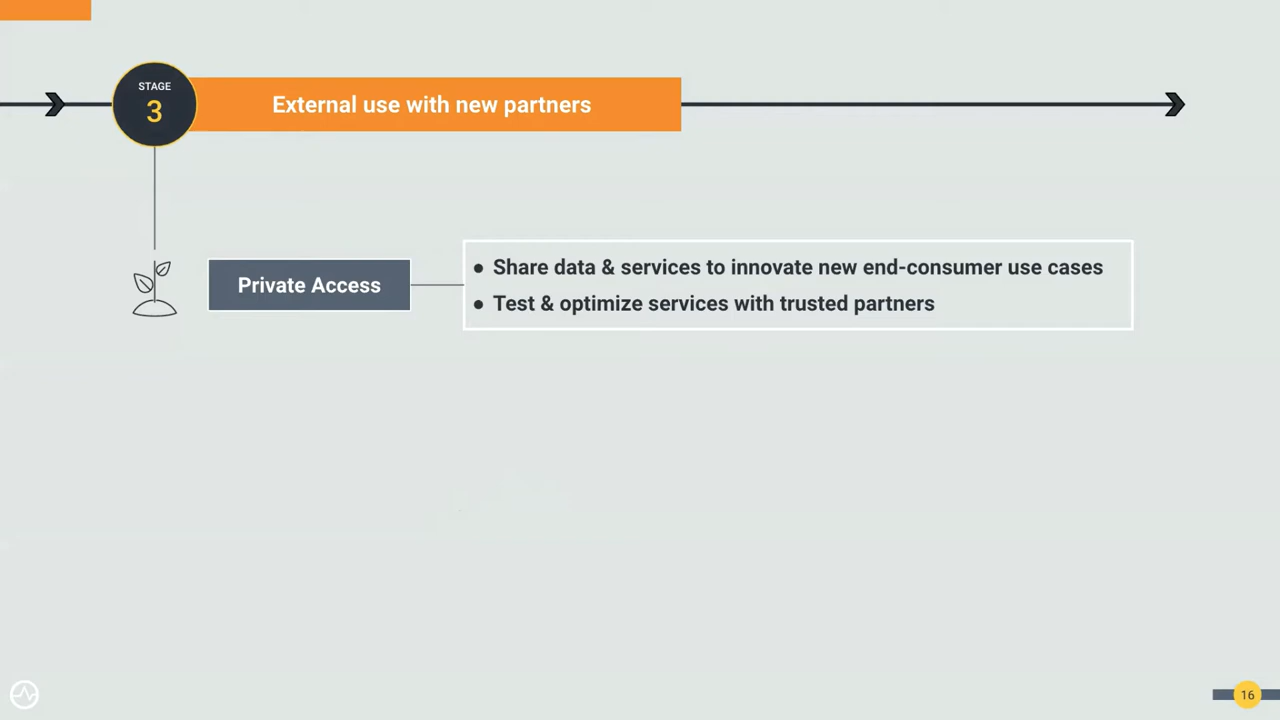 STAGE
3
External use with new partners
Private Access
● Share data & services to innovate new end-consumer use cases
● Test & optimize services with trusted partners
16